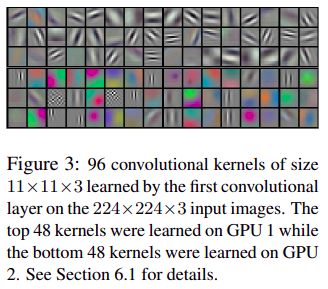 Figure 3: 96 convolutional kernels of size
11×11×3 learned by the first convolutional
layer on the 224×224×3 input images. The
top 48 kernels were learned on GPU 1 while
the bottom 48 kernels were learned on GPU
2. See Section 6.1 for details.